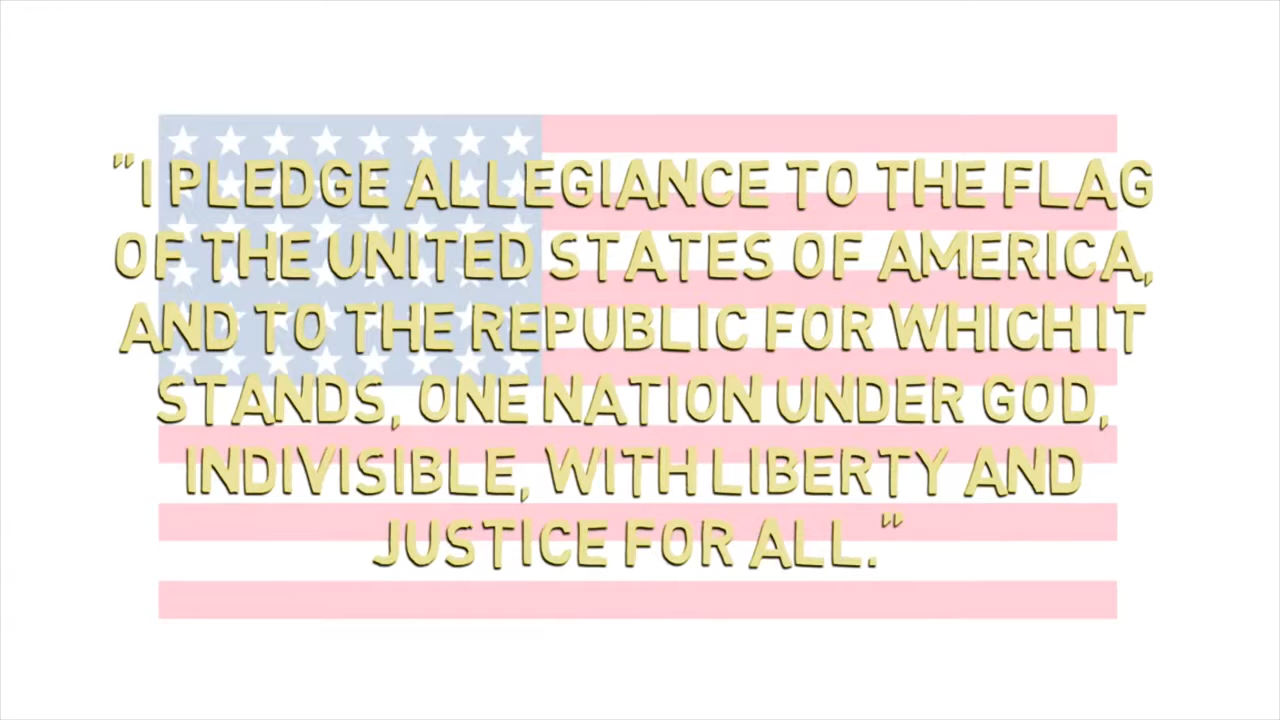 "I PLEDGE ALLEGIANCE TO THE FLAG
OF THE UNITED STATES OF AMERICA,
AND TO THE REPUBLIC FOR WHICH IT
STANDS, ONE NATION UNDER GOD,
INDIVISIBLE, WITH LIBERTY AND
JUSTICE FOR ALL."